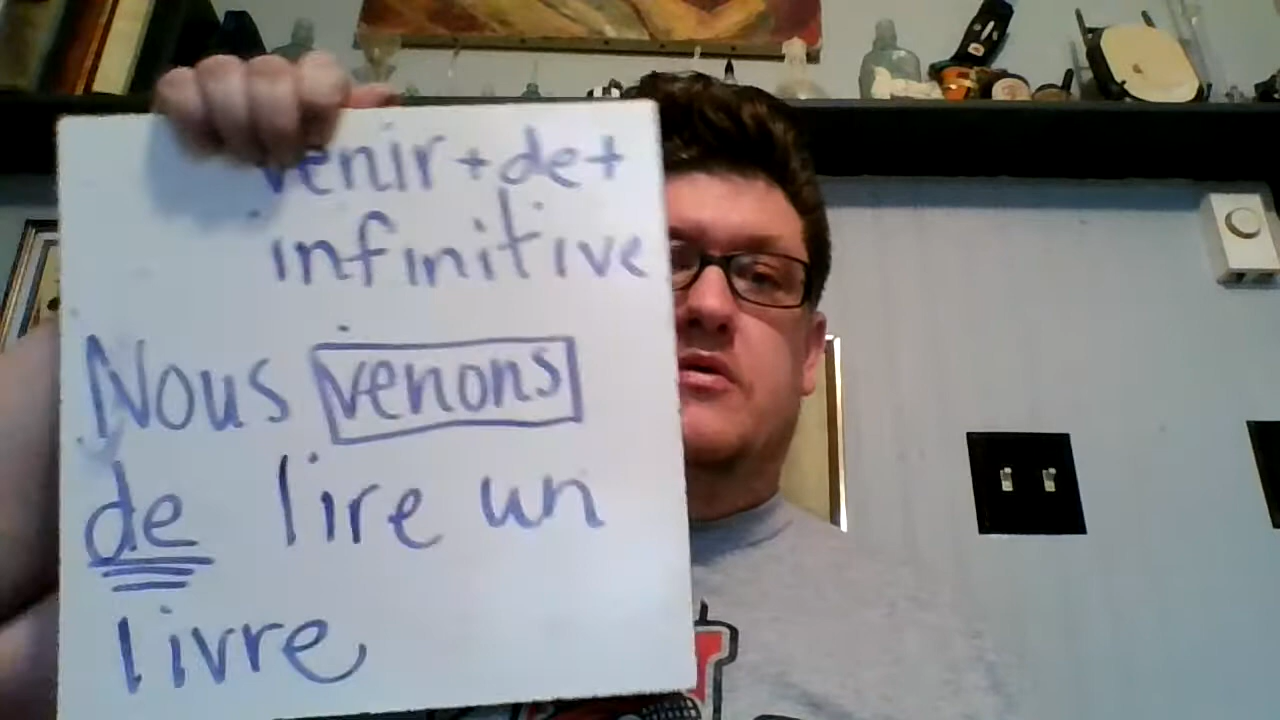 venir + de +
infinitive
Nous venons
de lire un
livre